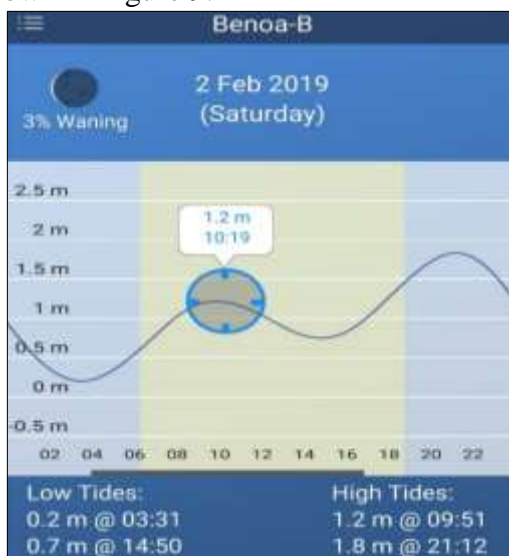 Benoa-B
2 Feb 2019
(Saturday)
3% Waning
2.5 m
2 m
1.2 m
10:19
1.5 m
1 m
0.5 m
0 m
-0.5 m
02 04 06 08 10 12 14 16 18 20 22
Low Tides:
0.2 m @ 03:31
0.7 m @ 14:50
High Tides:
1.2 m @ 09:51
1.8 m @ 21:12